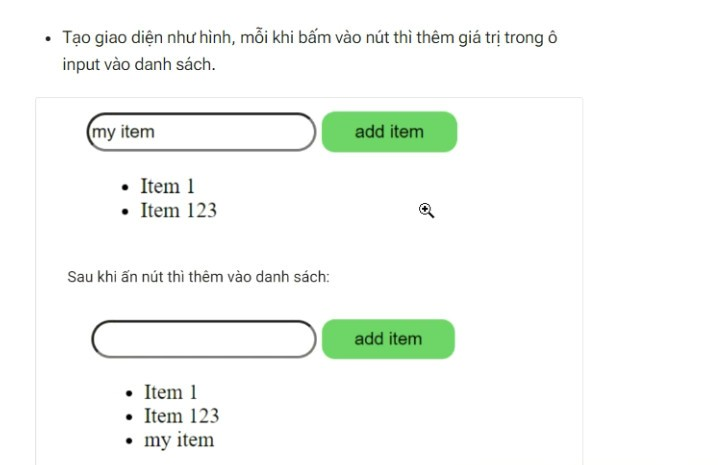 • Tạo giao diện như hình, mỗi khi bấm vào nút thì thêm giá trị trong ô
input vào danh sách.
my item add item
• Item 1
• Item 123
Sau khi ấn nút thì thêm vào danh sách:
add item
• Item 1
• Item 123
• my item